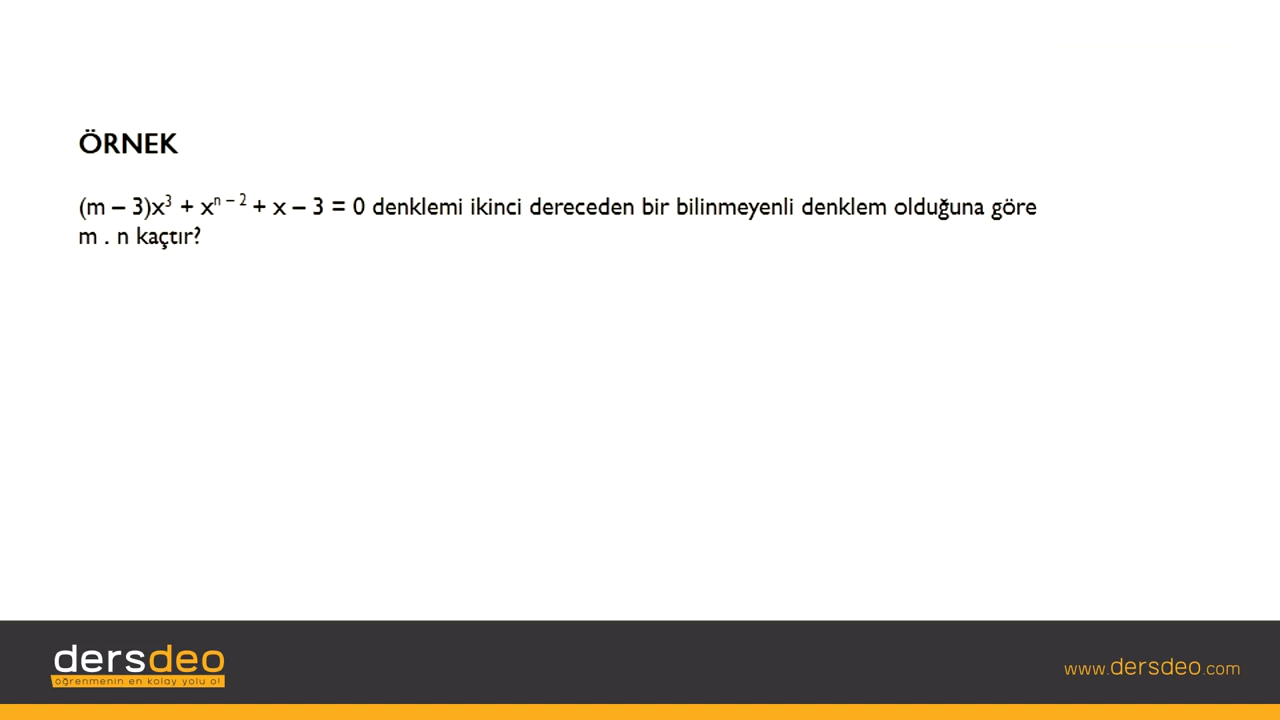 ÖRNEK
(m – 3)x³ + xⁿ ⁻ ² + x – 3 = 0 denklemi ikinci dereceden bir bilinmeyenli denklem olduğuna göre
m . n kaçtır?
dersdeo
öğrenmenin en kolay yolu o!
www.dersdeo.com